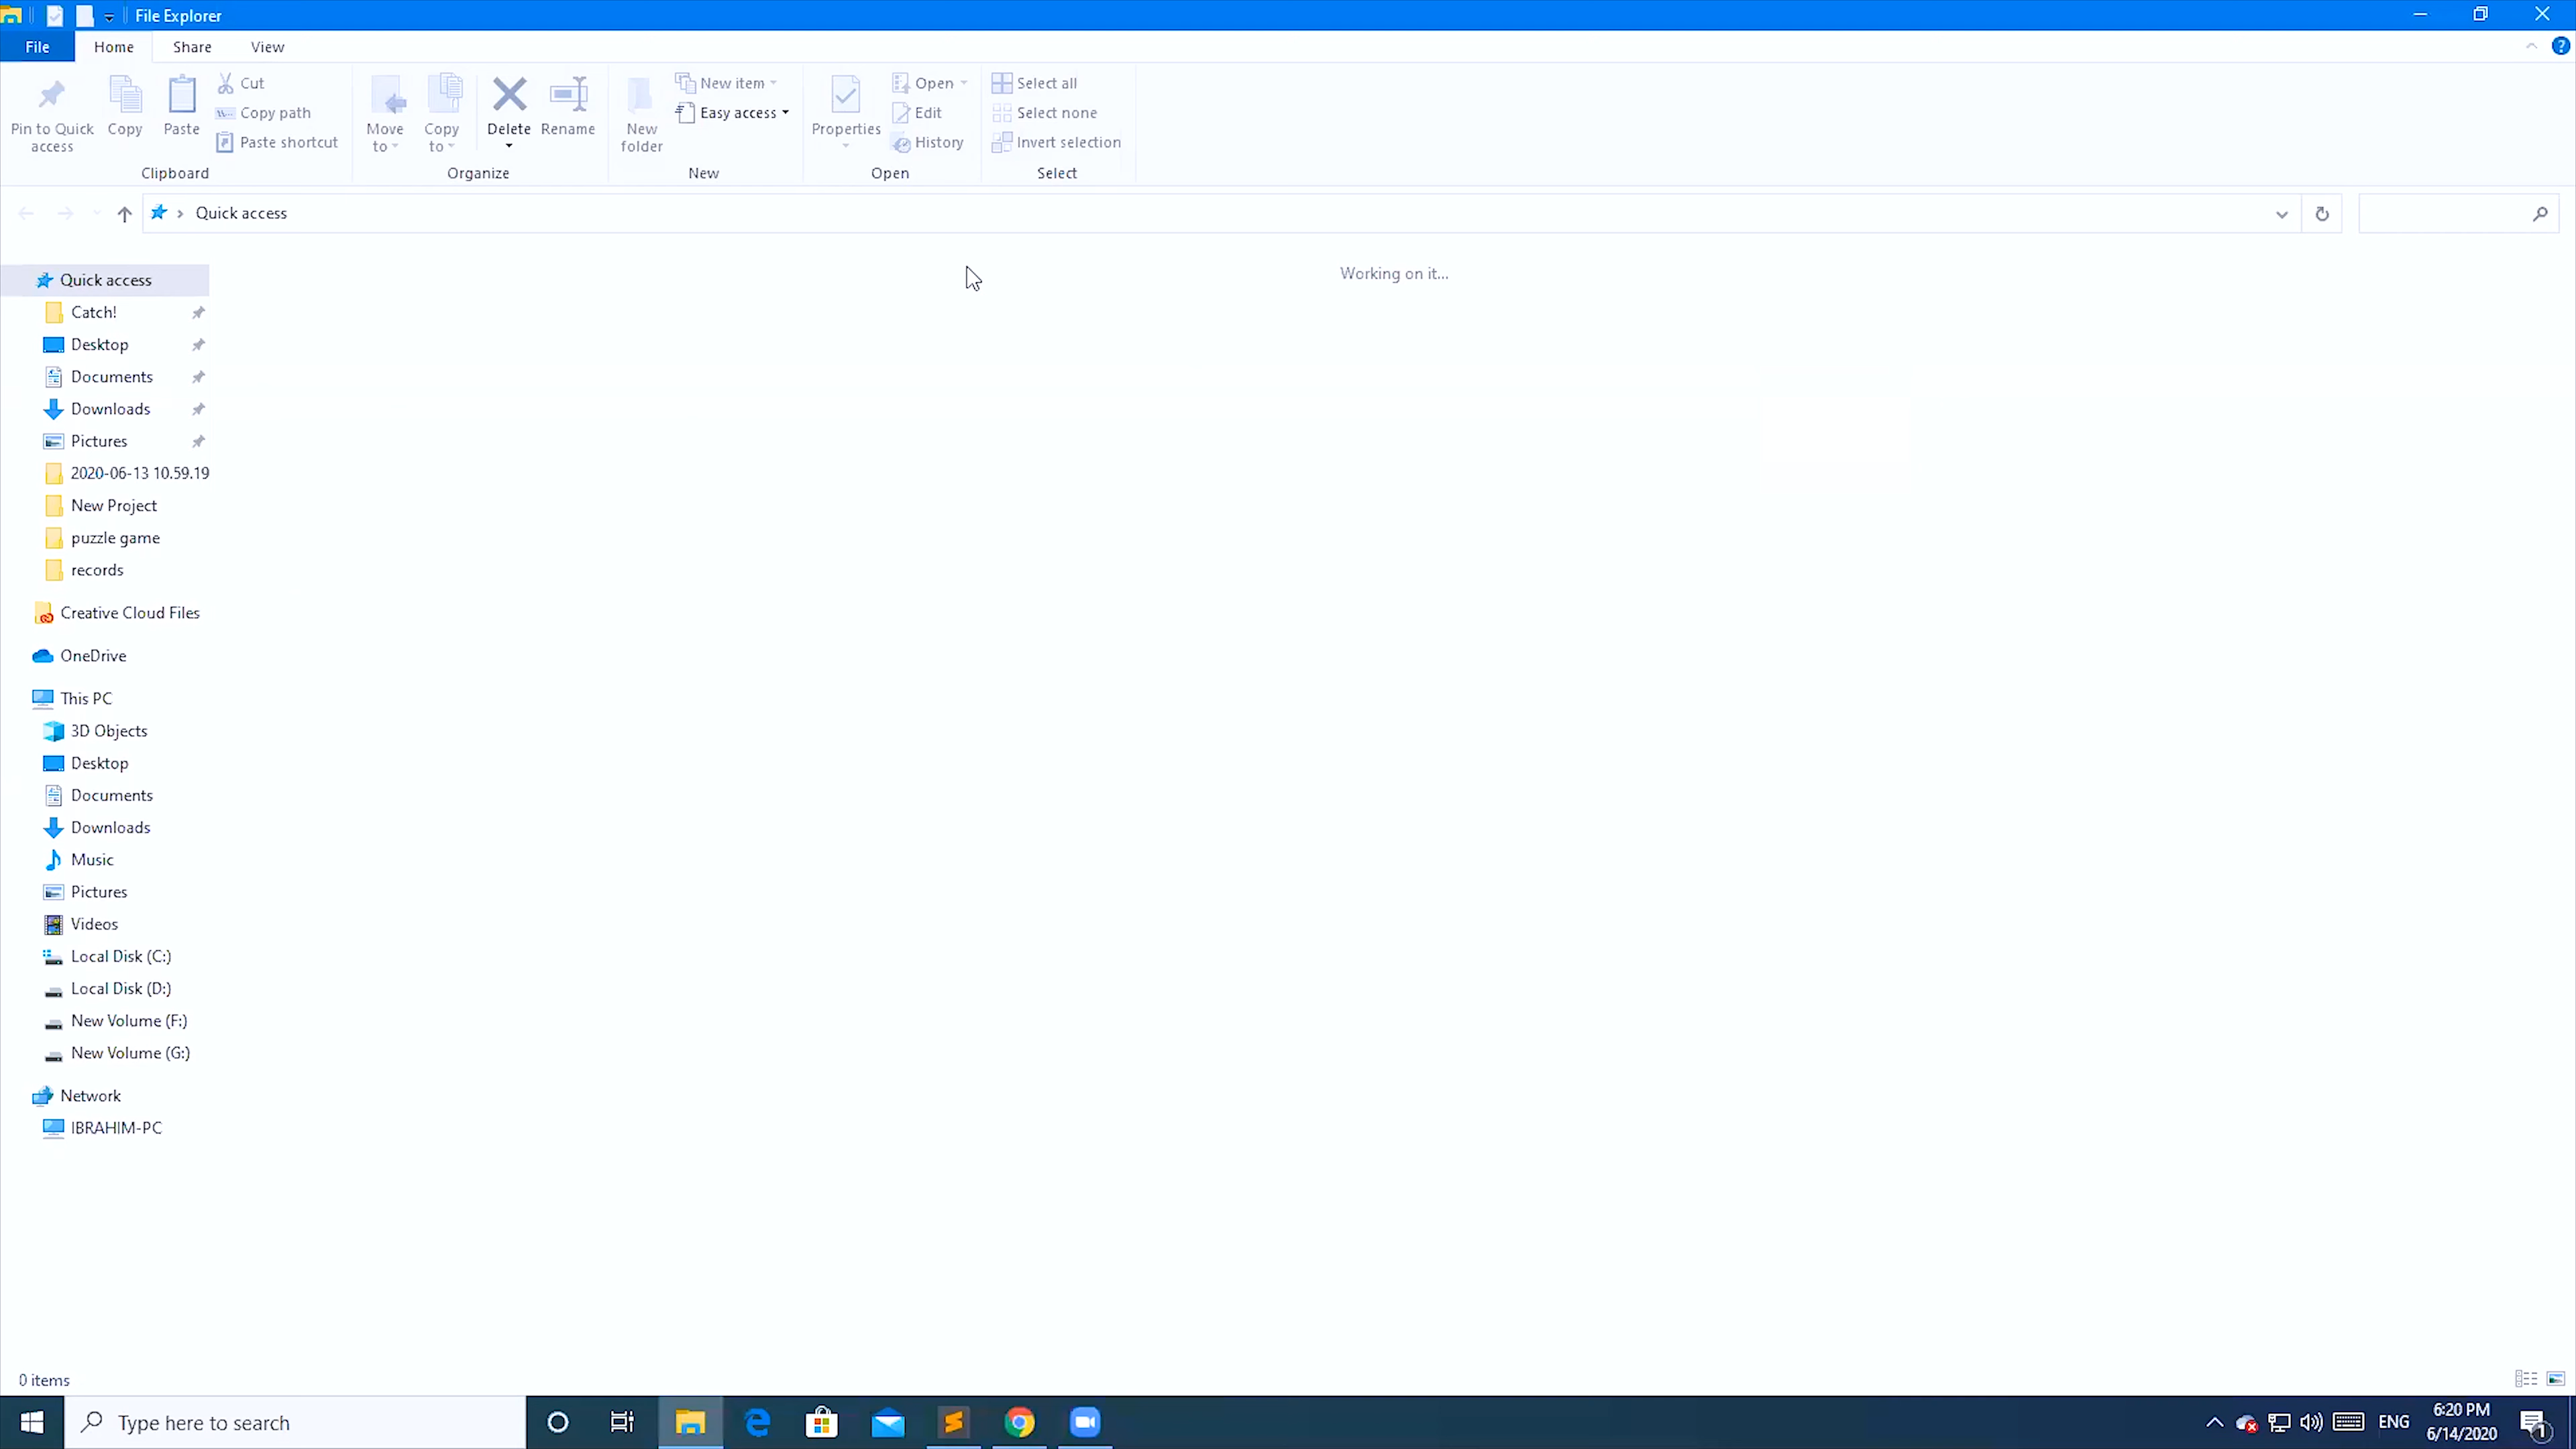 File Explorer
File
Home
Share
View
Pin to Quick
access
Copy
Paste
Cut
Copy path
Paste shortcut
Clipboard
Move
to
Copy
to
Delete
Rename
Organize
New
folder
New item
Easy access
New
Properties
Open
Edit
History
Open
Select all
Select none
Invert selection
Select
Quick access
Working on it...
Quick access
Catch!
Desktop
Documents
Downloads
Pictures
2020-06-13 10.59.19
New Project
puzzle game
records
Creative Cloud Files
OneDrive
This PC
3D Objects
Desktop
Documents
Downloads
Music
Pictures
Videos
Local Disk (C:)
Local Disk (D:)
New Volume (F:)
New Volume (G:)
Network
IBRAHIM-PC
0 items
Type here to search
ENG
6:20 PM
6/14/2020
1